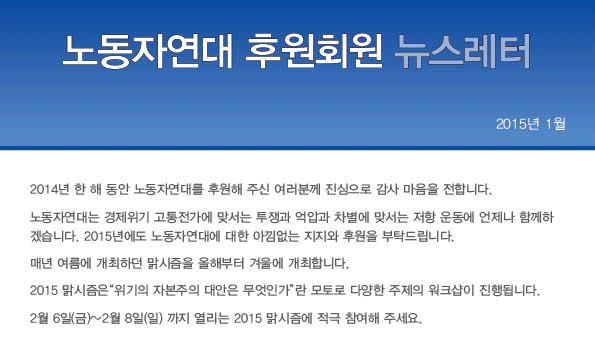 노동자연대 후원회원 뉴스레터
2015년 1월
2014년 한 해 동안 노동자연대를 후원해 주신 여러분께 진심으로 감사 마음을 전합니다.
노동자연대는 경제위기 고통전가에 맞서는 투쟁과 억압과 차별에 맞서는 저항 운동에 언제나 함께하
겠습니다. 2015년에도 노동자연대에 대한 아낌없는 지지와 후원을 부탁드립니다.
매년 여름에 개최하던 맑시즘을 올해부터 겨울에 개최합니다.
2015 맑시즘은“위기의 자본주의 대안은 무엇인가”란 모토로 다양한 주제의 워크샵이 진행됩니다.
2월 6일(금)~2월 8일(일) 까지 열리는 2015 맑시즘에 적극 참여해 주세요.